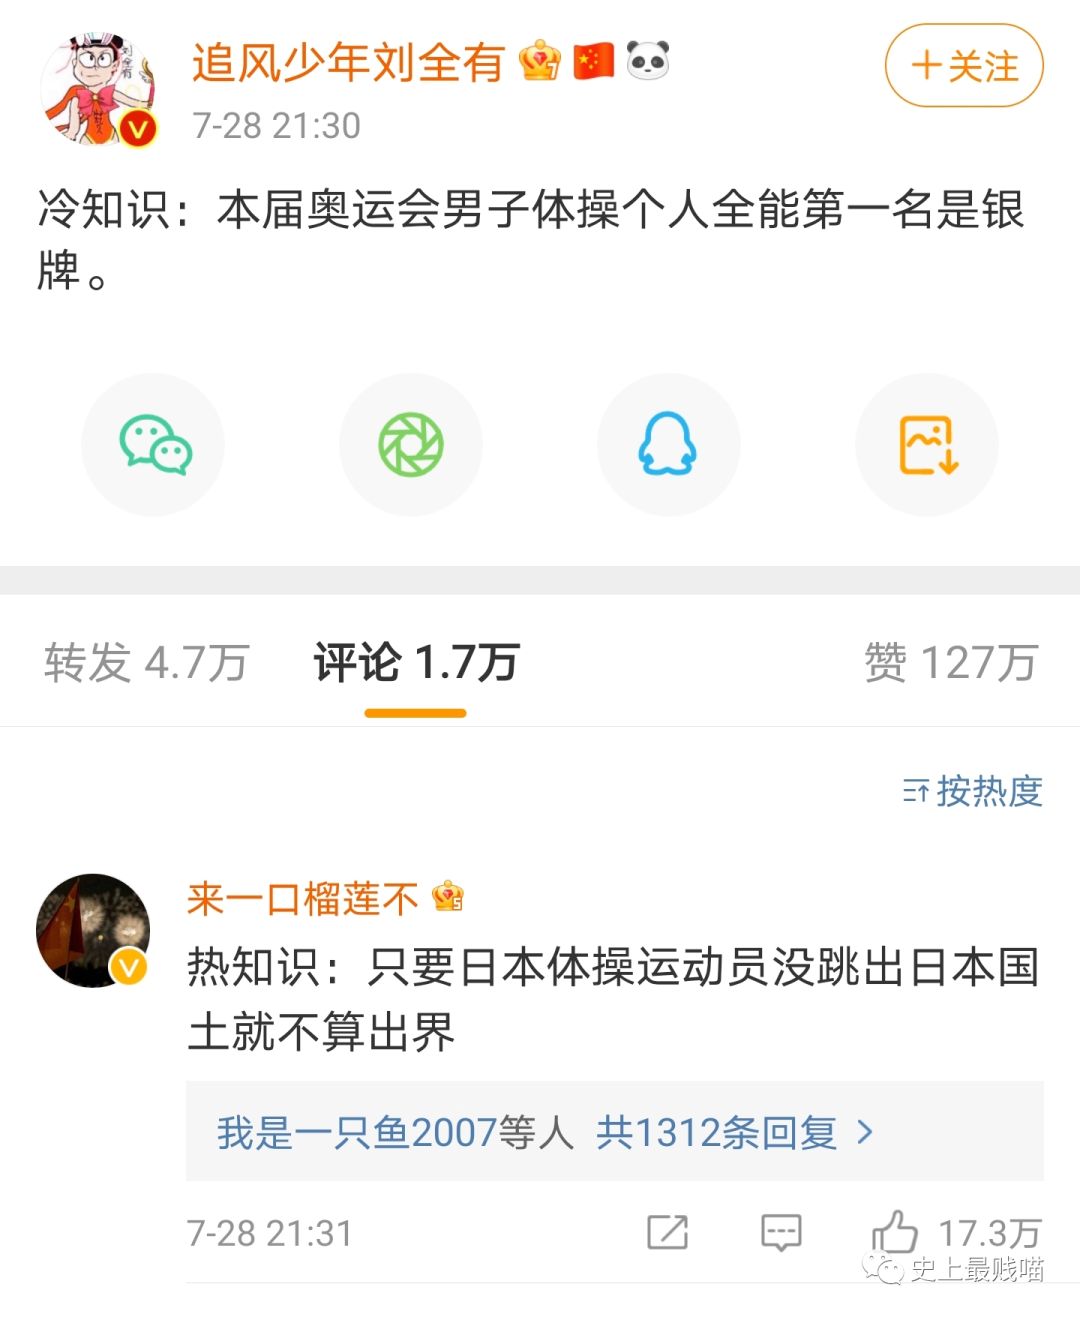 追风少年刘全有
+关注
7-28 21:30
冷知识：本届奥运会男子体操个人全能第一名是银
牌。
转发 4.7万 评论 1.7万 赞 127万
按热度
来一口榴莲不
热知识：只要日本体操运动员没跳出日本国
土就不算出界
我是一只鱼2007等人 共1312条回复 >
7-28 21:31 17.3万
史上最贱喵